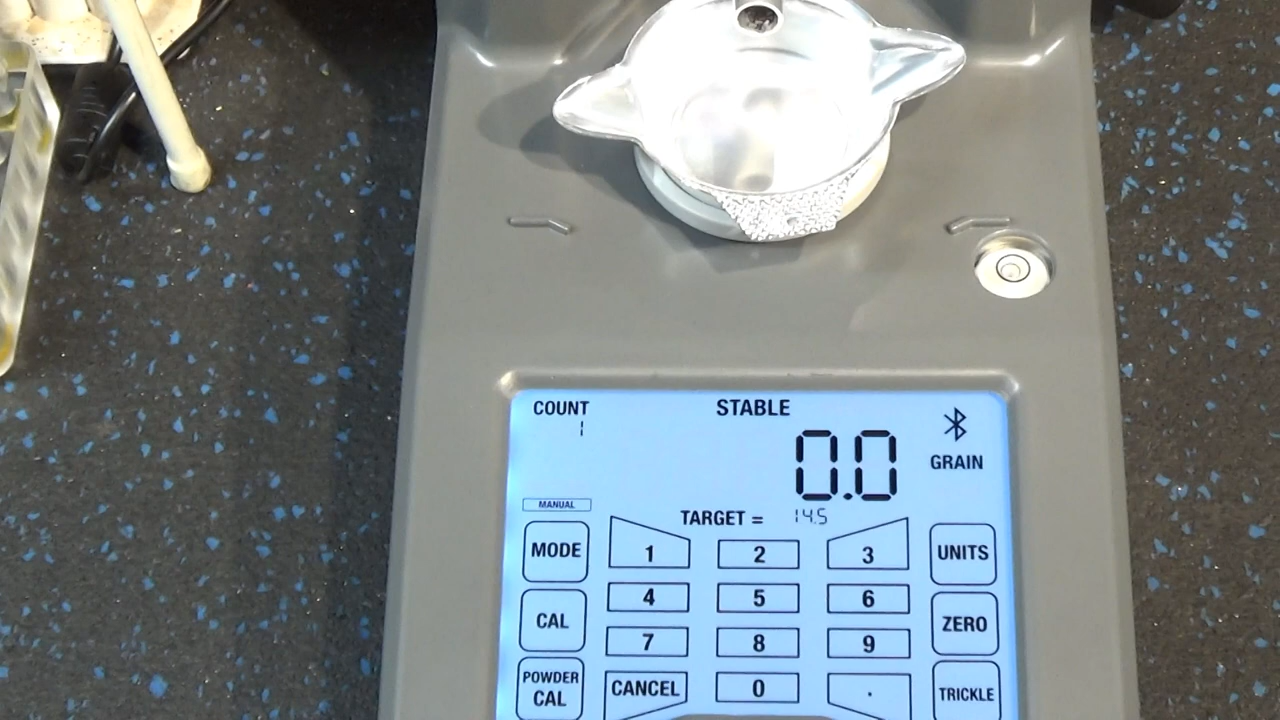 COUNT
STABLE
1
0.0
GRAIN
MANUAL
TARGET = 14.5
MODE
1
2
3
UNITS
4
5
6
CAL
ZERO
7
8
9
POWDER
CAL
CANCEL
0
.
TRICKLE